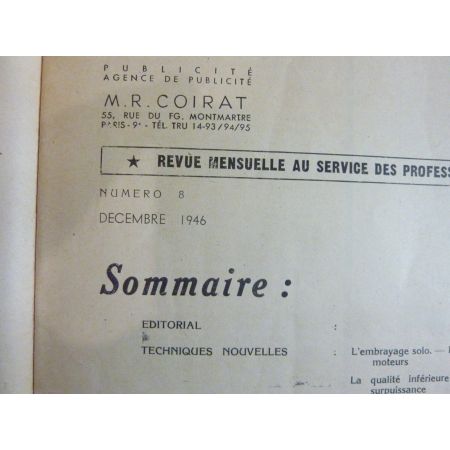 PUBLICITÉ
AGENCE DE PUBLICITÉ
M.R. COIRAT
55, RUE DU FG. MONTMARTRE
PARIS-9e - TÉL. TRU 14-93/94/95
★ REVUE MENSUELLE AU SERVICE DES PROFESS
NUMERO 8
DECEMBRE 1946
Sommaire :
EDITORIAL :
TECHNIQUES NOUVELLES : L'embrayage solo. —
moteurs
La qualité inférieure
surpuissance